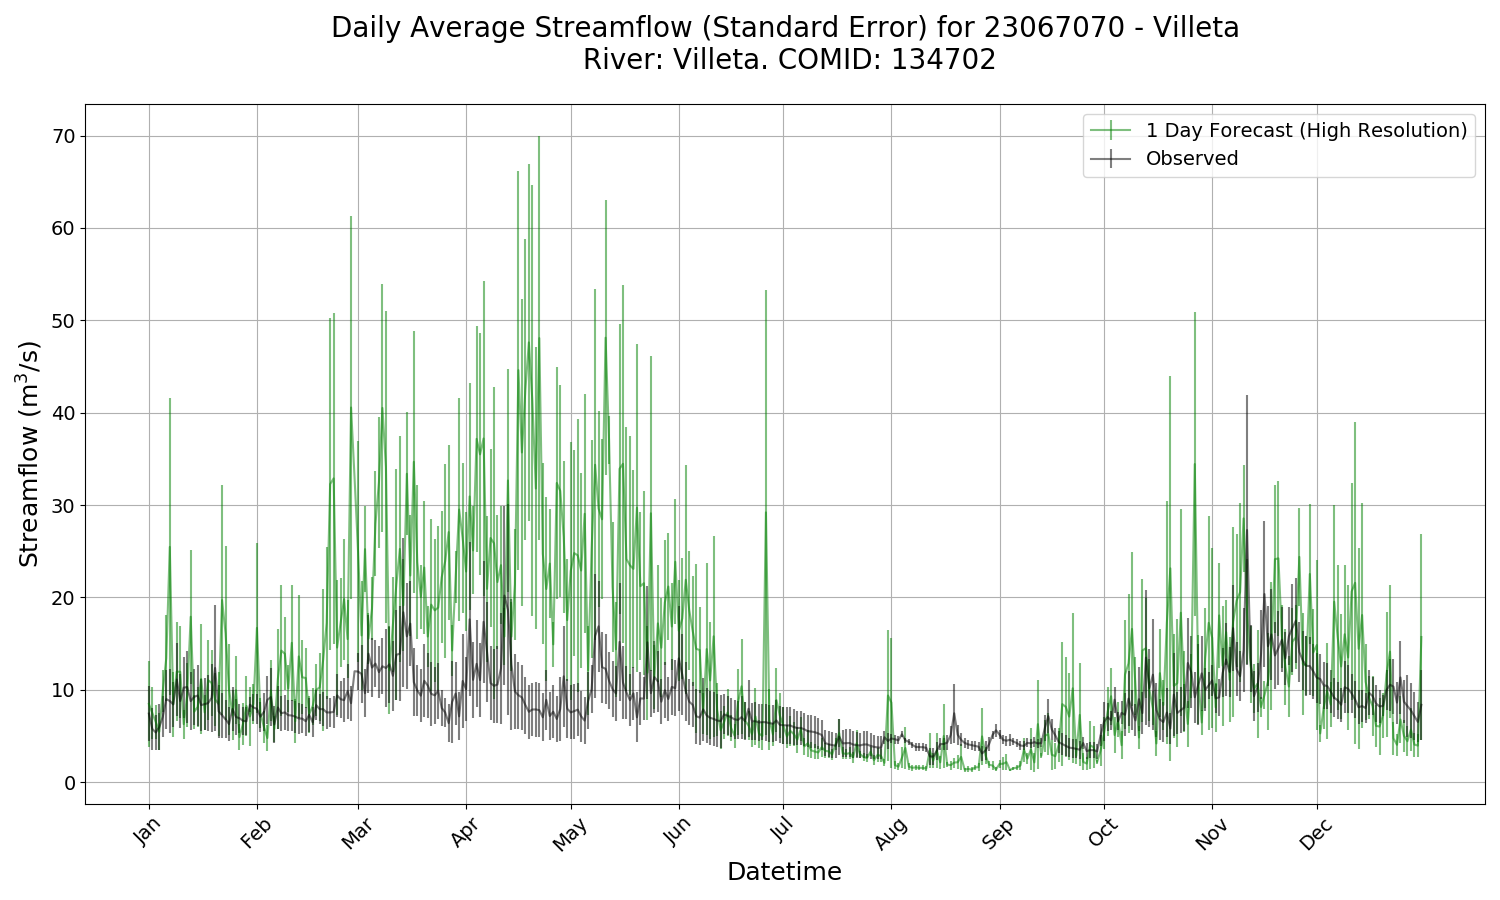 Daily Average Streamflow (Standard Error) for 23067070 - Villeta
River: Villeta. COMID: 134702
1 Day Forecast (High Resolution)
Observed
Streamflow (m³/s)
70
60
50
40
30
20
10
0
Jan
Feb
Mar
Apr
May
Jun
Jul
Aug
Sep
Oct
Nov
Dec
Datetime